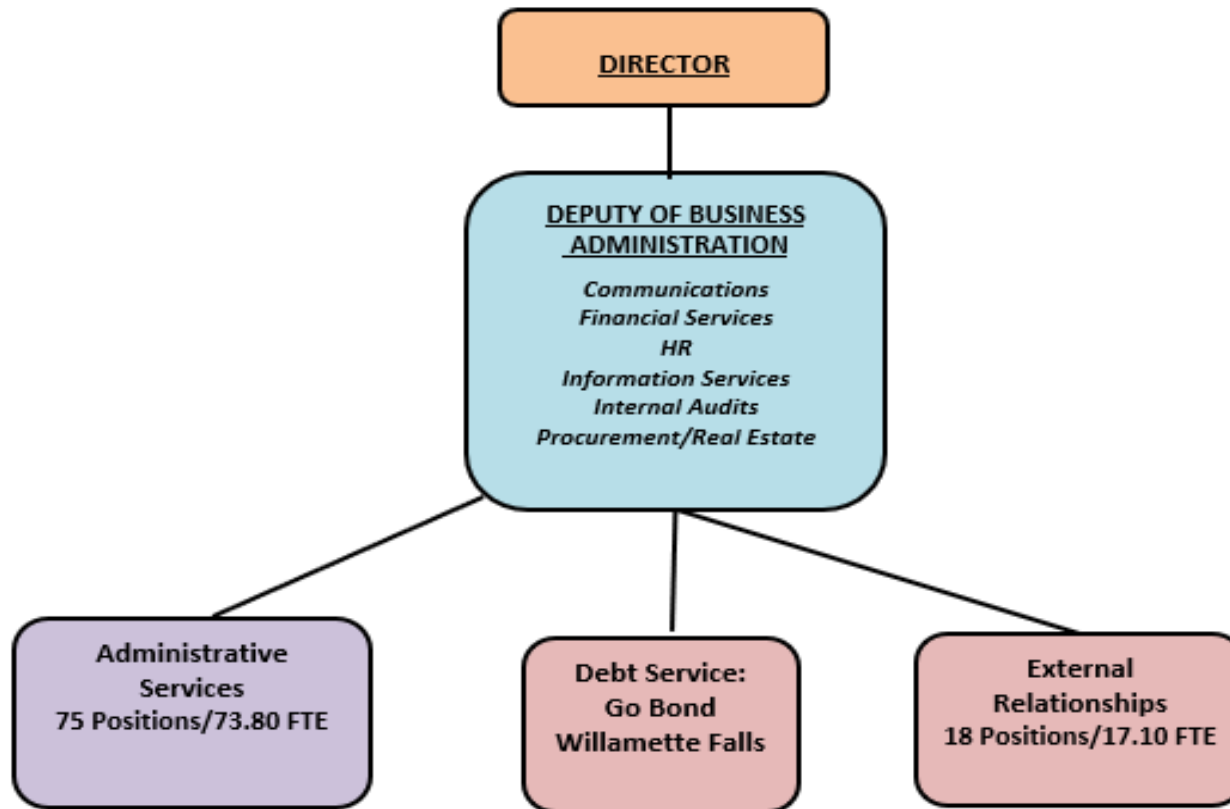 DIRECTOR
DEPUTY OF BUSINESS
ADMINISTRATION
Communications
Financial Services
HR
Information Services
Internal Audits
Procurement/Real Estate
Administrative
Services
75 Positions/73.80 FTE
Debt Service:
Go Bond
Willamette Falls
External
Relationships
18 Positions/17.10 FTE